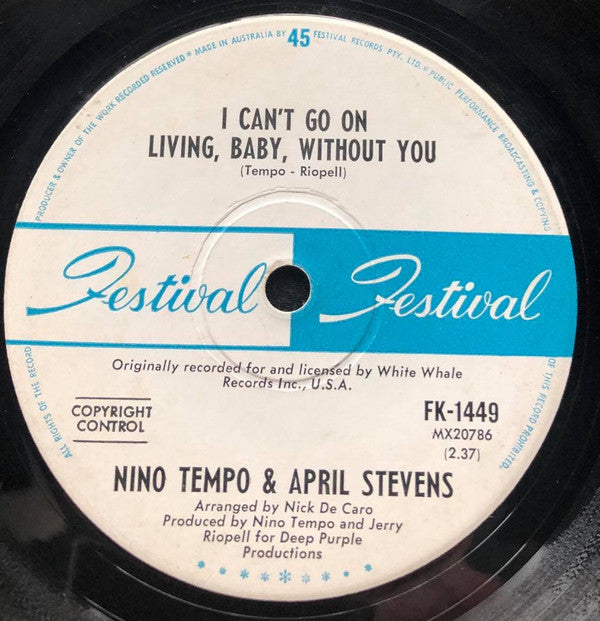 PRODUCER & OWNER OF THE WORK RECORDED RESERVED * MADE IN AUSTRALIA BY 45 FESTIVAL RECORDS PTY. LTD. * PUBLIC PERFORMANCE BROADCASTING & COPYING
I CAN'T GO ON
LIVING, BABY, WITHOUT YOU
(Tempo - Riopell)
Festival Festival
Originally recorded for and licensed by White Whale
Records Inc., U.S.A.
COPYRIGHT
CONTROL
FK-1449
MX20786
(2.37)
NINO TEMPO & APRIL STEVENS
Arranged by Nick De Caro
Produced by Nino Tempo and Jerry
Riopell for Deep Purple
Productions
ALL RIGHTS OF THE RECORD
OF THIS RECORD PROHIBITED.